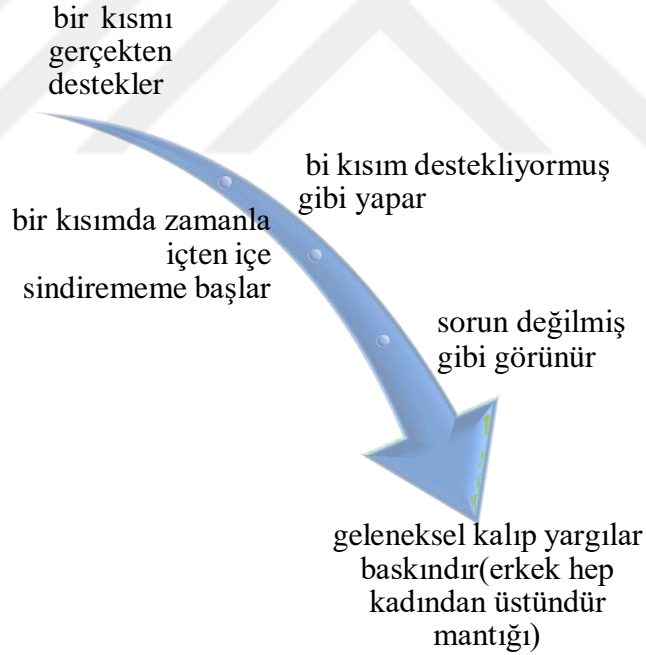 bir kısmı
gerçekten
destekler
bi kısım destekliyormuş
gibi yapar
bir kısımda zamanla
içten içe
sindirememe başlar
sorun değilmiş
gibi görünür
geleneksel kalıp yargılar
baskındır(erkek hep
kadından üstündür
mantığı)